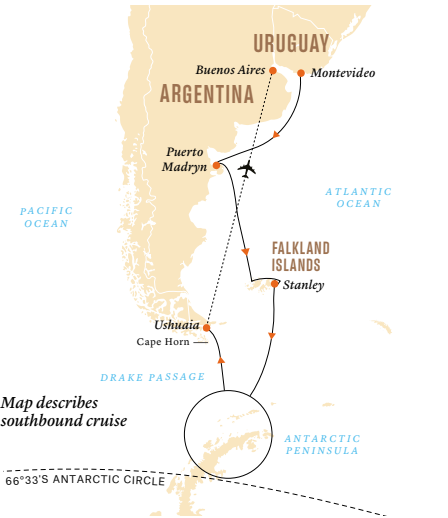 URUGUAY
Buenos Aires
Montevideo
ARGENTINA
Puerto
Madryn
ATLANTIC
OCEAN
PACIFIC
OCEAN
FALKLAND
ISLANDS
Stanley
Ushuaia
Cape Horn
DRAKE PASSAGE
Map describes
southbound cruise
ANTARCTIC
PENINSULA
66°33'S ANTARCTIC CIRCLE